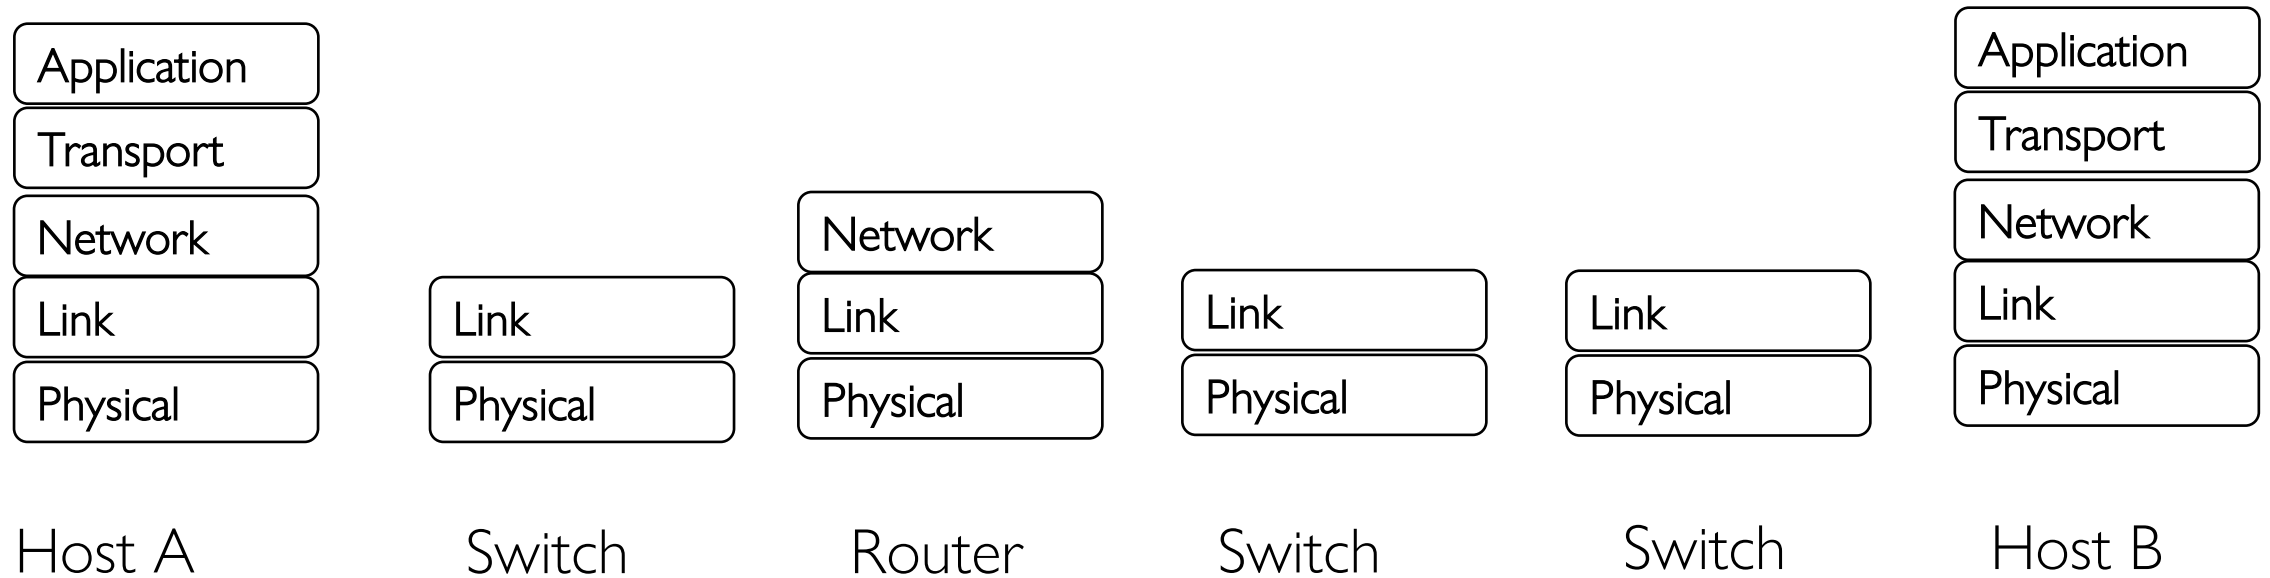 Application
Transport
Network
Link
Physical
Host A
Link
Physical
Switch
Network
Link
Physical
Router
Link
Physical
Switch
Link
Physical
Switch
Application
Transport
Network
Link
Physical
Host B